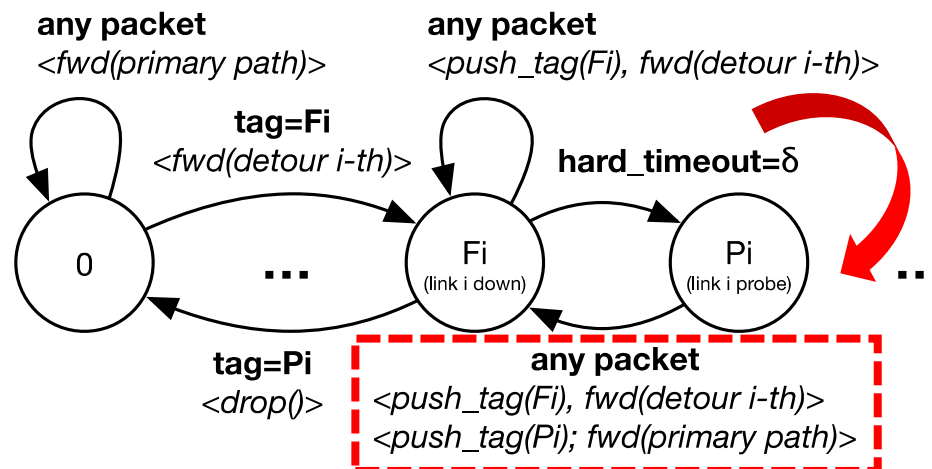 any packet
<fwd(primary path)>
any packet
<push_tag(Fi), fwd(detour i-th)>
tag=Fi
<fwd(detour i-th)>
hard_timeout=δ
0
...
Fi
(link i down)
Pi
(link i probe)
..
tag=Pi
<drop()>
any packet
<push_tag(Fi), fwd(detour i-th)>
<push_tag(Pi); fwd(primary path)>